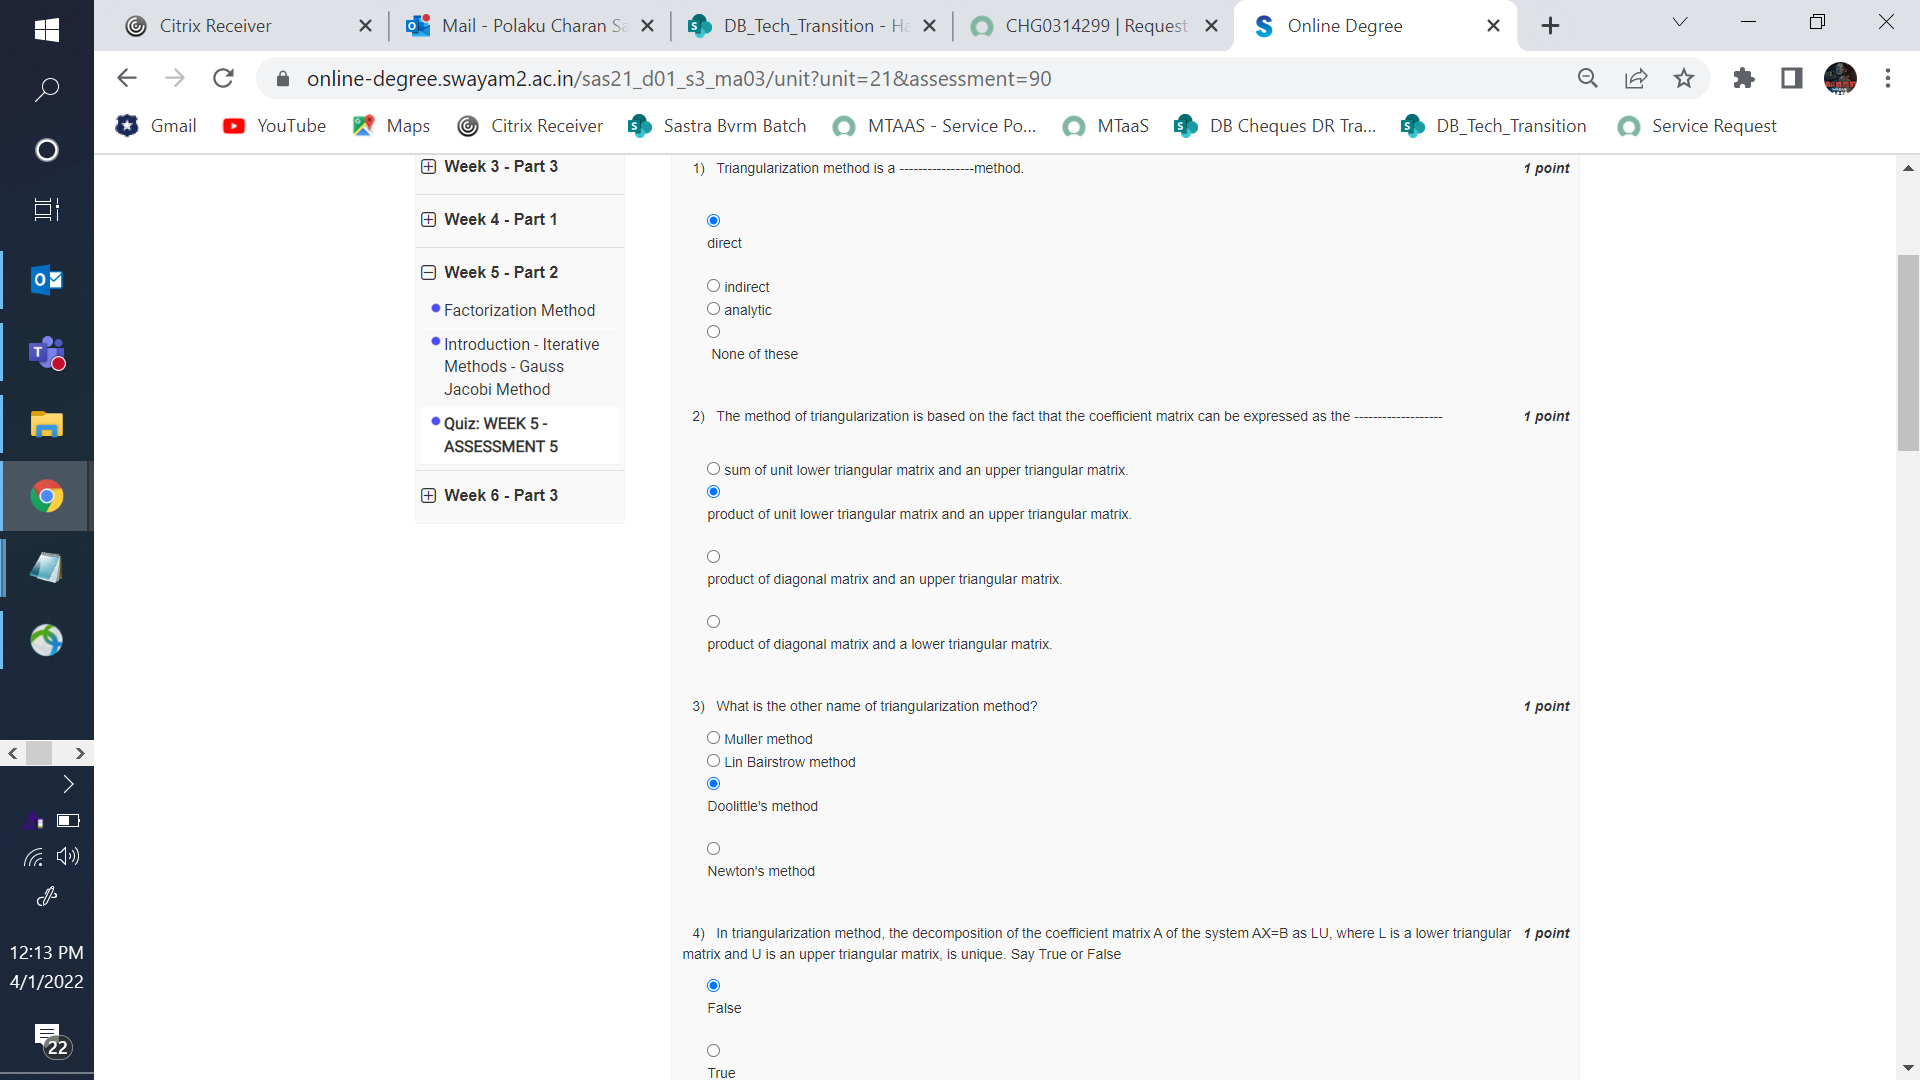 Citrix Receiver
Mail - Polaku Charan Sa
DB_Tech_Transition - Ha
CHG0314299 | Request
Online Degree
online-degree.swayam2.ac.in/sas21_d01_s3_ma03/unit?unit=21&assessment=90
Gmail
YouTube
Maps
Citrix Receiver
Sastra Bvrm Batch
MTAAS - Service Po...
MTaaS
DB Cheques DR Tra...
DB_Tech_Transition
Service Request
Week 3 - Part 3
Week 4 - Part 1
Week 5 - Part 2
Factorization Method
Introduction - Iterative
Methods - Gauss
Jacobi Method
Quiz: WEEK 5 -
ASSESSMENT 5
Week 6 - Part 3
1) Triangularization method is a ----------------method. 1 point
direct
indirect
analytic
None of these
2) The method of triangularization is based on the fact that the coefficient matrix can be expressed as the ------------------- 1 point
sum of unit lower triangular matrix and an upper triangular matrix.
product of unit lower triangular matrix and an upper triangular matrix.
product of diagonal matrix and an upper triangular matrix.
product of diagonal matrix and a lower triangular matrix.
3) What is the other name of triangularization method? 1 point
Muller method
Lin Bairstrow method
Doolittle's method
Newton's method
4) In triangularization method, the decomposition of the coefficient matrix A of the system AX=B as LU, where L is a lower triangular 1 point
matrix and U is an upper triangular matrix, is unique. Say True or False
False
True
12:13 PM
4/1/2022
22